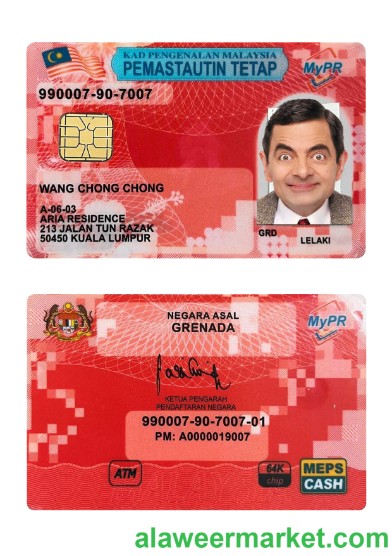 KAD PENGENALAN MALAYSIA
PEMASTAUTIN TETAP
MyPR
990007-90-7007
WANG CHONG CHONG
A-06-03
ARIA RESIDENCE
213 JALAN TUN RAZAK
50450 KUALA LUMPUR
GRD
LELAKI
NEGARA ASAL
GRENADA
MyPR
KETUA PENGARAH
PENDAFTARAN NEGARA
990007-90-7007-01
PM: A0000019007
ATM
64K
chip
MEPS
CASH
alaweermarket.com